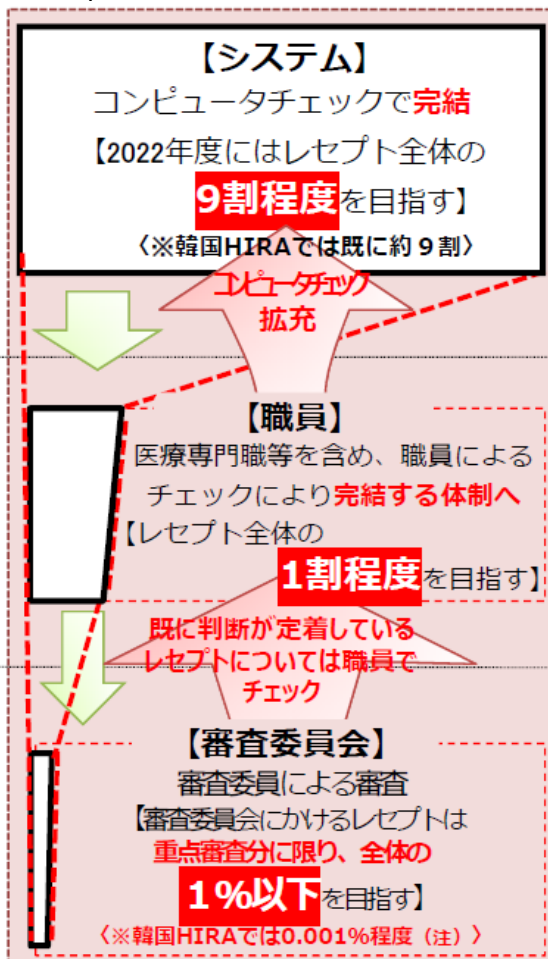 【システム】
コンピュータチェックで完結
【2022年度にはレセプト全体の
9割程度を目指す】
〈※韓国HIRAでは既に約９割〉
コンピュータチェック
拡充
【職員】
医療専門職等を含め、職員による
チェックにより完結する体制へ
【レセプト全体の
1割程度を目指す】
既に判断が定着している
レセプトについては職員で
チェック
【審査委員会】
審査委員による審査
【審査委員会にかけるレセプトは
重点審査分に限り、全体の
1％以下を目指す】
〈※韓国HIRAでは0.001%程度（注）〉